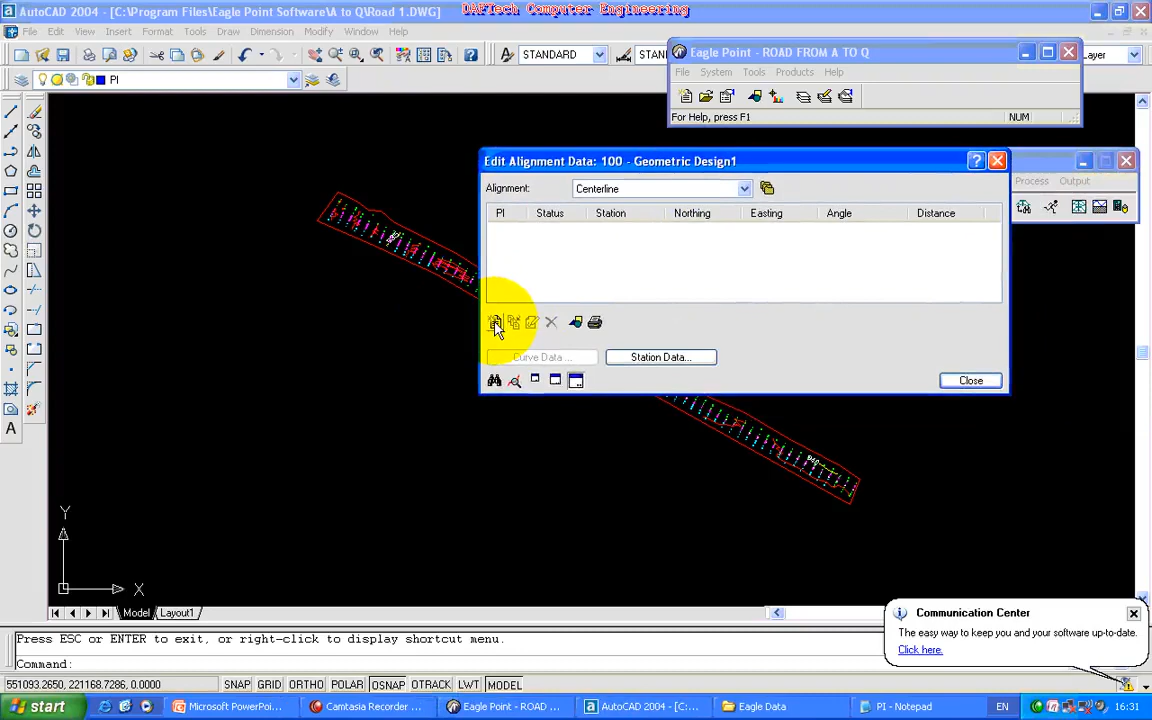 AutoCAD 2004 - [C:\Program Files\Eagle Point Software\A to Q\Road 1.DWG]
DAFTech Computer Engineering
File Edit View Insert Format Tools Draw Dimension Modify Window Help
STANDARD
Layer
PI
Eagle Point - ROAD FROM A TO Q
File System Tools Products Help
For Help, press F1
NUM
Edit Alignment Data: 100 - Geometric Design1
Alignment: Centerline
PI Status Station Northing Easting Angle Distance
Process Output
Curve Data ...
Station Data...
Close
Y
X
Model Layout1
Press ESC or ENTER to exit, or right-click to display shortcut menu.
Command:
Communication Center
The easy way to keep you and your software up-to-date.
Click here.
551093.2650, 221168.7286, 0.0000
SNAP GRID ORTHO POLAR OSNAP OTRACK LWT MODEL
start
Microsoft PowerPoi...
Camtasia Recorder ...
Eagle Point - ROAD ...
AutoCAD 2004 - [C:...
Eagle Data
PI - Notepad
EN
16:31